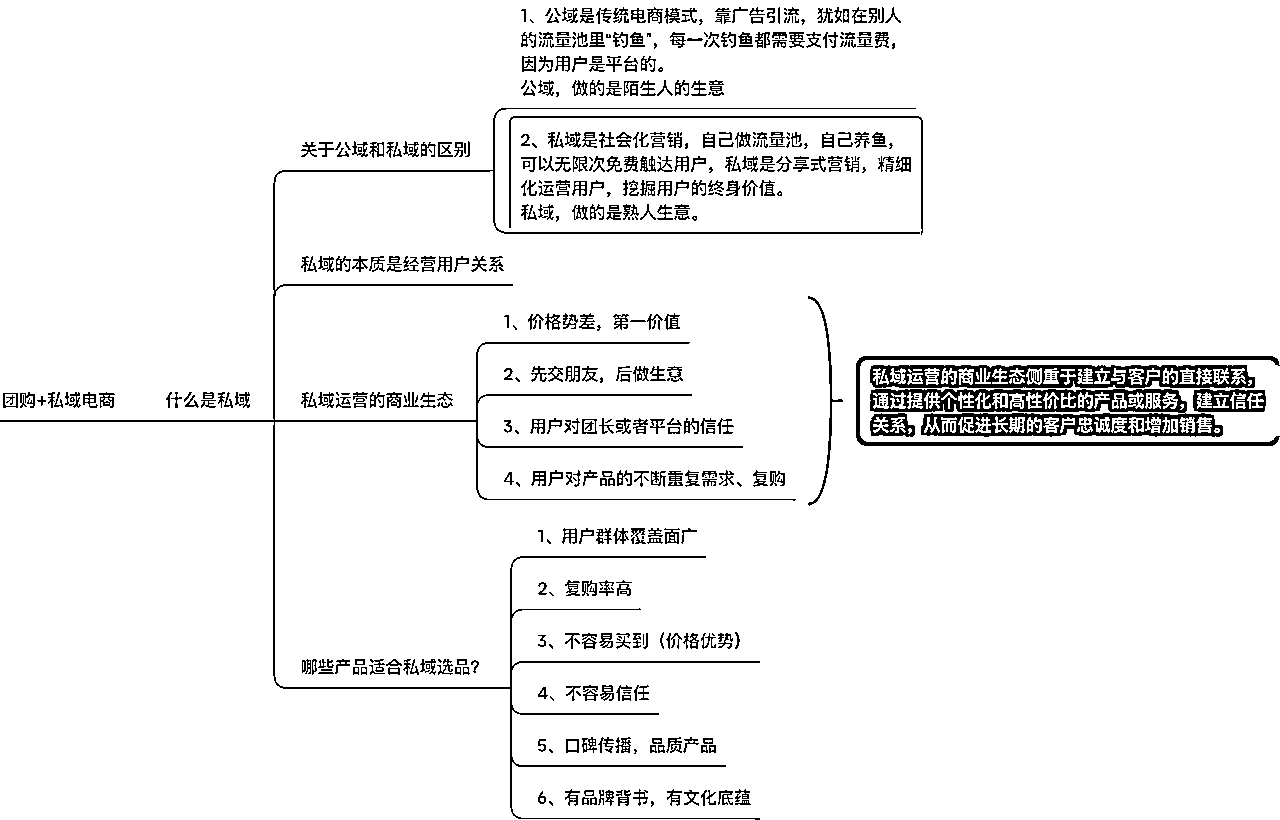 团购+私域电商
什么是私域
关于公域和私域的区别
1、公域是传统电商模式，靠广告引流，犹如在别人
的流量池里“钓鱼”，每一次钓鱼都需要支付流量费，
因为用户是平台的。
公域，做的是陌生人的生意
2、私域是社会化营销，自己做流量池，自己养鱼，
可以无限次免费触达用户，私域是分享式营销，精细
化运营用户，挖掘用户的终身价值。
私域，做的是熟人生意。
私域的本质是经营用户关系
私域运营的商业生态
1、价格势差，第一价值
2、先交朋友，后做生意
3、用户对团长或者平台的信任
4、用户对产品的不断重复需求、复购
私域运营的商业生态侧重于建立与客户的直接联系，
通过提供个性化和高性价比的产品或服务，建立信任
关系，从而促进长期的客户忠诚度和增加销售。
哪些产品适合私域选品？
1、用户群体覆盖面广
2、复购率高
3、不容易买到（价格优势）
4、不容易信任
5、口碑传播，品质产品
6、有品牌背书，有文化底蕴